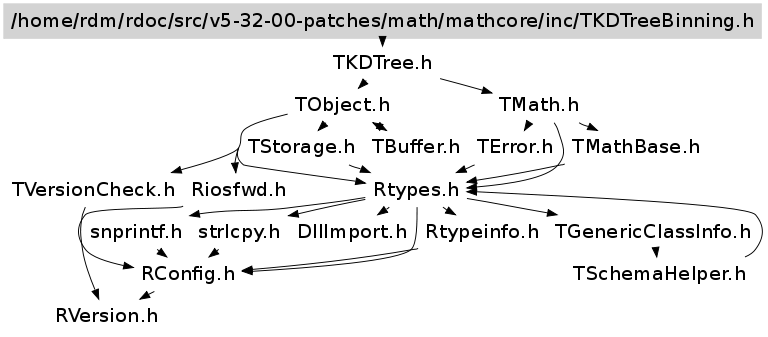 /home/rdm/rdoc/src/v5-32-00-patches/math/mathcore/inc/TKDTreeBinning.h
TKDTree.h
TObject.h TMath.h
TStorage.h TBuffer.h TError.h TMathBase.h
TVersionCheck.h Riosfwd.h Rtypes.h
snprintf.h strlcpy.h DllImport.h Rtypeinfo.h TGenericClassInfo.h
RConfig.h TSchemaHelper.h
RVersion.h